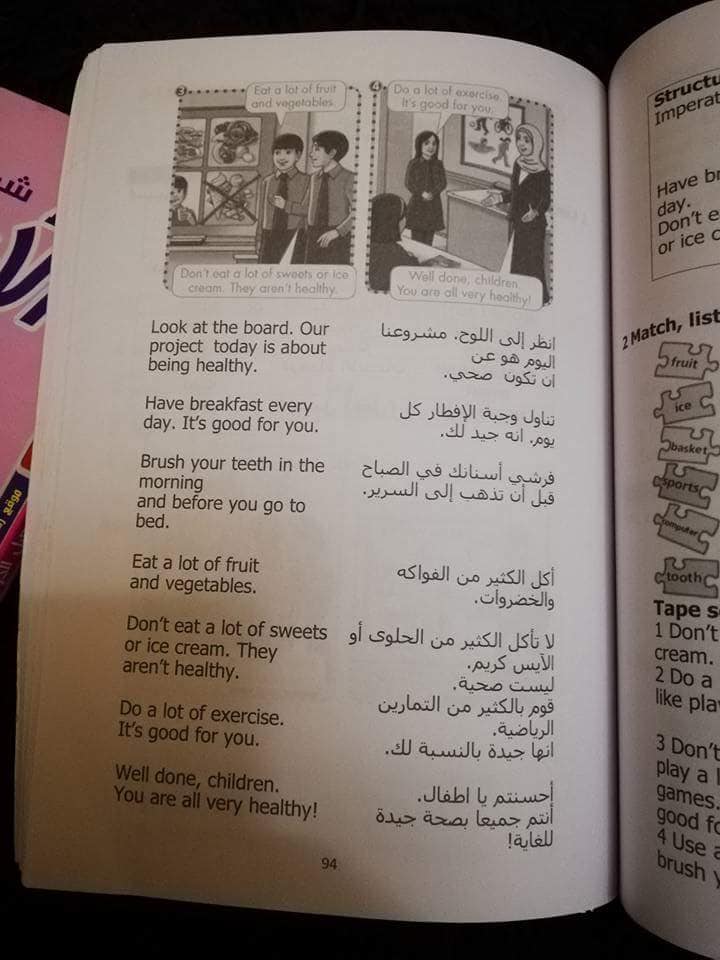 3
Eat a lot of fruit
and vegetables.
4
Do a lot of exercise.
It's good for you.
Don't eat a lot of sweets or ice
cream. They aren't healthy.
Well done, children.
You are all very healthy!
Look at the board. Our
project today is about
being healthy.
انظر إلى اللوح. مشروعنا
اليوم هو عن
ان تكون صحي.
Have breakfast every
day. It's good for you.
تناول وجبة الإفطار كل
يوم. انه جيد لك.
Brush your teeth in the
morning
and before you go to
bed.
فرشي أسنانك في الصباح
قبل أن تذهب إلى السرير.
Eat a lot of fruit
and vegetables.
أكل الكثير من الفواكه
والخضروات.
Don't eat a lot of sweets
or ice cream. They
aren't healthy.
لا تأكل الكثير من الحلوى أو
الآيس كريم.
ليست صحية.
Do a lot of exercise.
It's good for you.
قوم بالكثير من التمارين
الرياضية.
انها جيدة بالنسبة لك.
Well done, children.
You are all very healthy!
أحسنتم يا اطفال.
أنتم جميعا بصحة جيدة
للغاية!
94
Structu
Imperat
Have br
day.
Don't e
or ice c
2 Match, list
fruit
ice
basket
sports
computer
tooth
Tape s
1 Don't
cream.
2 Do a
like pla
3 Don't
play a l
games.
good fo
4 Use a
brush y
موقع